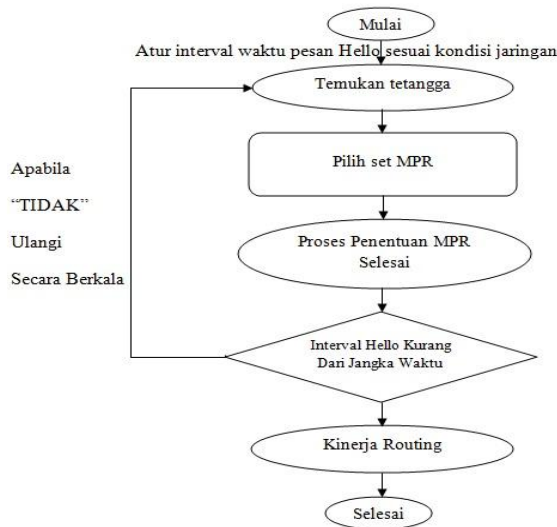 Mulai
Atur interval waktu pesan Hello sesuai kondisi jaringan
Temukan tetangga
Pilih set MPR
Apabila
“TIDAK”
Ulangi
Secara Berkala
Proses Penentuan MPR
Selesai
Interval Hello Kurang
Dari Jangka Waktu
Kinerja Routing
Selesai